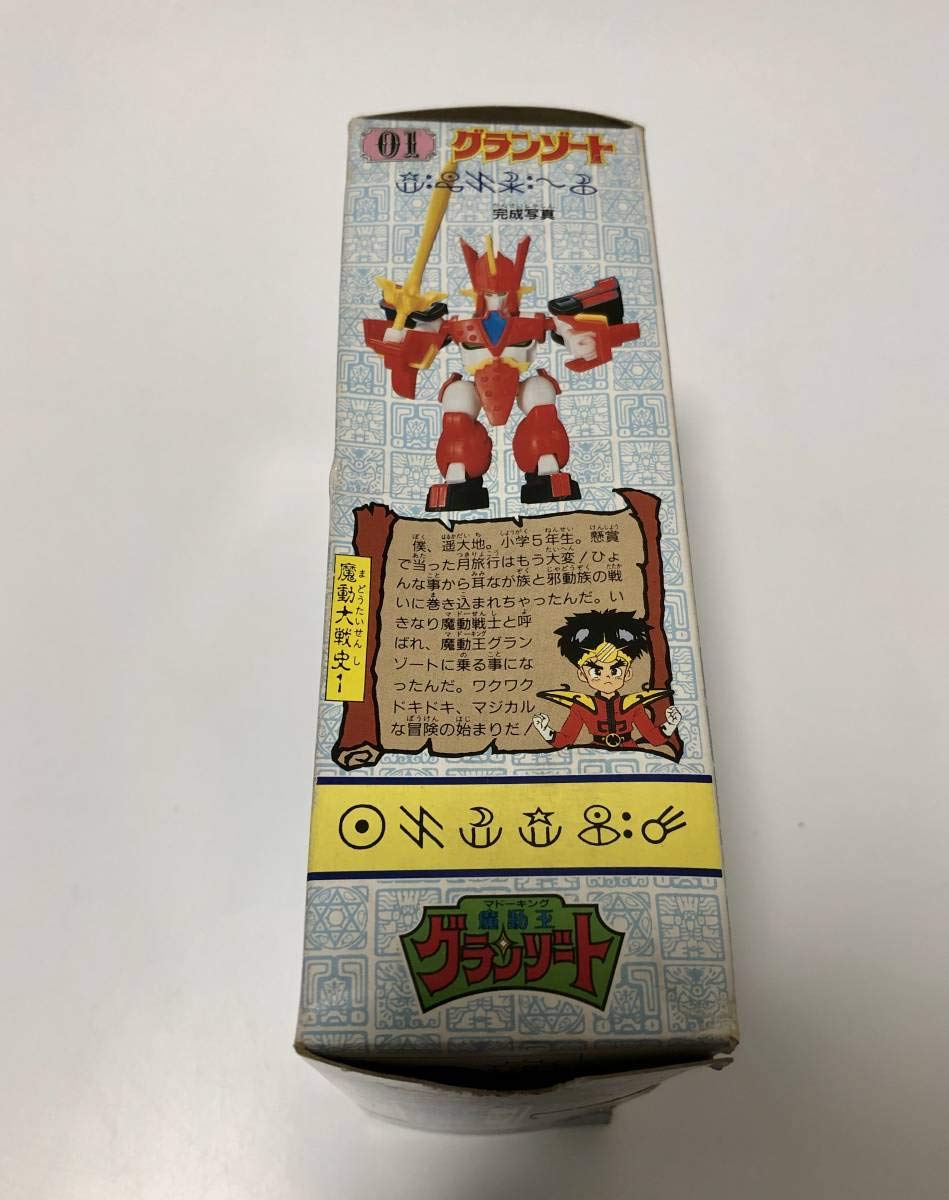 01 グランゾート
完成写真
僕、遥大地。小学5年生。懸賞
で当った月旅行はもう大変！ひょ
んな事から耳なが族と邪動族の戦
いに巻き込まれちゃったんだ。い
きなり魔動戦士と呼
ばれ、魔動王グラン
ゾートに乗る事にな
ったんだ。ワクワク
ドキドキ、マジカル
な冒険の始まりだ！
魔動大戦史1
マドーキング
魔動王
グランゾート